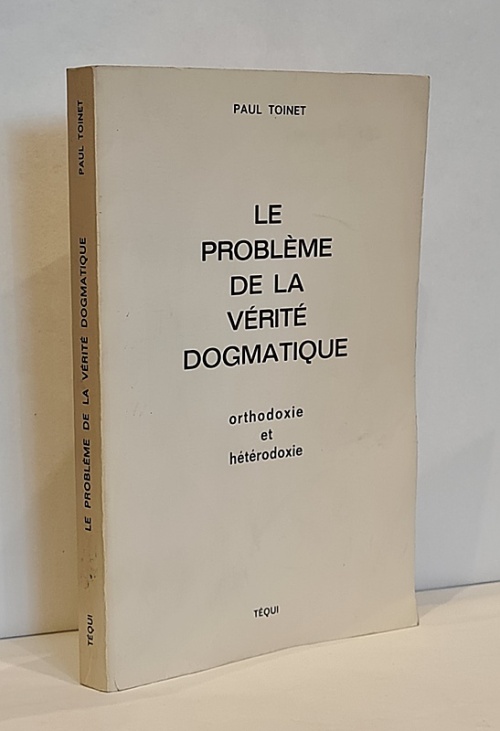 PAUL TOINET
LE
PROBLÈME
DE LA
VÉRITÉ
DOGMATIQUE
orthodoxie
et
hétérodoxie
TÉQUI
PAUL TOINET
LE PROBLÈME DE LA VÉRITÉ DOGMATIQUE
TÉQUI